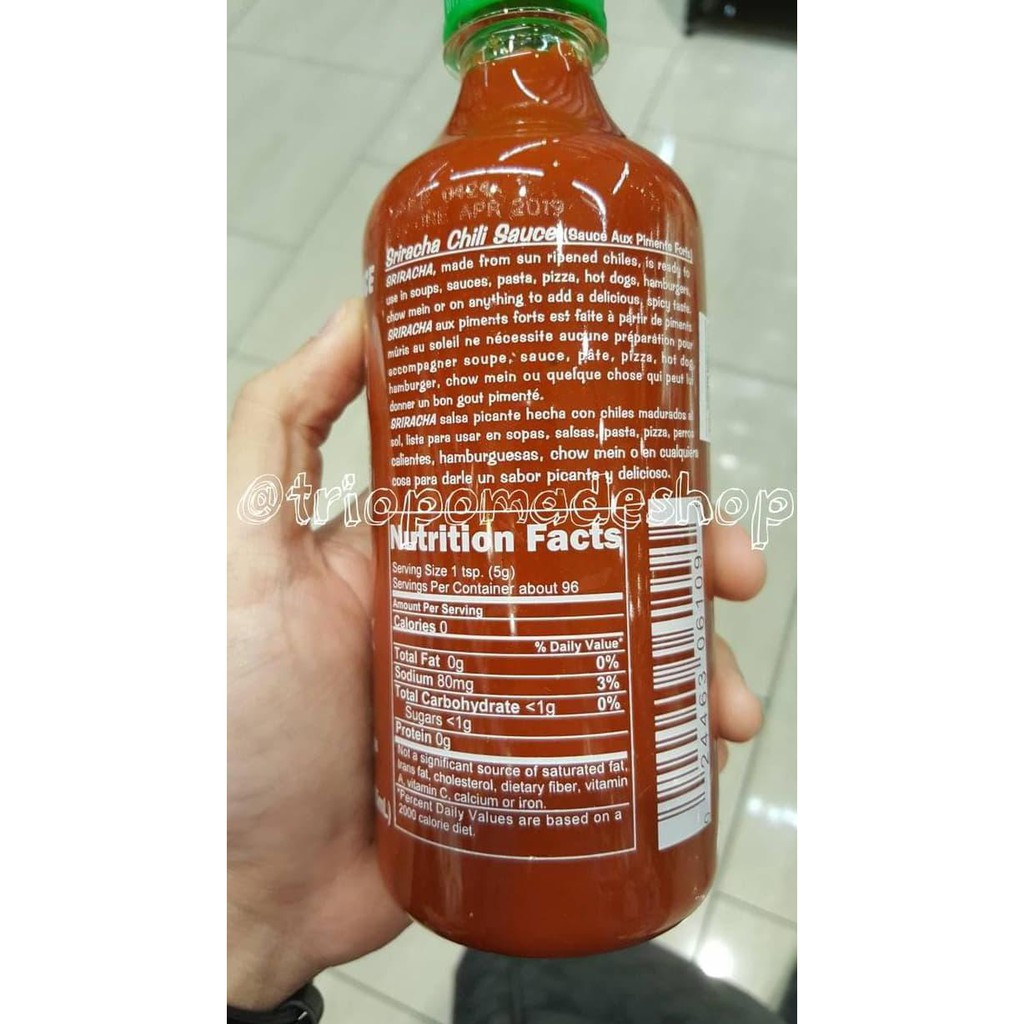 APR 2019
Sriracha Chili Sauce (Sauce Aux Piments Forts)
SRIRACHA, made from sun ripened chiles, is ready to
use in soups, sauces, pasta, pizza, hot dogs, hamburgers,
chow mein or on anything to add a delicious, spicy taste.
SRIRACHA aux piments forts est faite à partir de piments
mûris au soleil ne nécessite aucune préparation pour
accompagner soupe, sauce, pâte, pizza, hot dog,
hamburger, chow mein ou quelque chose qui peut
donner un bon gout pimenté.
SRIRACHA salsa picante hecha con chiles madurados
sol, lista para usar en sopas, salsas, pasta, pizza, perros
calientes, hamburguesas, chow mein o en cualquier
cosa para darle un sabor picante y delicioso.
@triopomadeshop
Nutrition Facts
Serving Size 1 tsp. (5g)
Servings Per Container about 96
Amount Per Serving
Calories 0
% Daily Value*
Total Fat 0g 0%
Sodium 80mg 3%
Total Carbohydrate <1g 0%
Sugars <1g
Protein 0g
Not a significant source of saturated fat,
trans fat, cholesterol, dietary fiber, vitamin
A, vitamin C, calcium or iron.
*Percent Daily Values are based on a
2000 calorie diet.
0 24463 06109